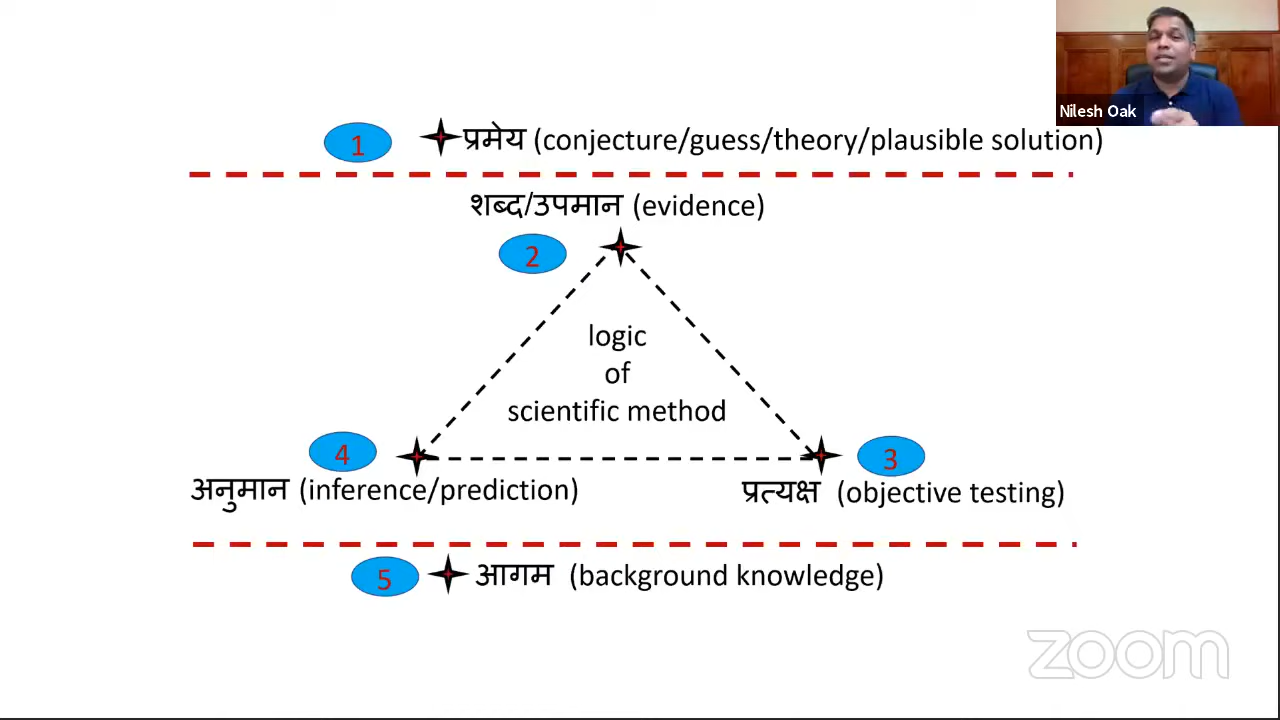 Nilesh Oak
1
प्रमेय (conjecture/guess/theory/plausible solution)
शब्द/उपमान (evidence)
2
logic
of
scientific method
4
3
अनुमान (inference/prediction)
प्रत्यक्ष (objective testing)
5
आगम (background knowledge)
zoom